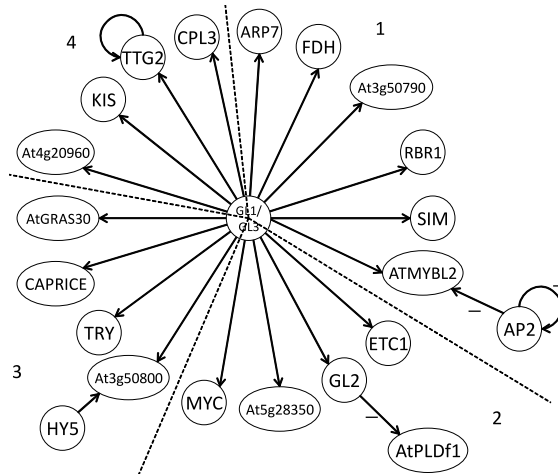 4
CPL3
ARP7
1
FDH
TTG2
KIS
At3g50790
At4g20960
RBR1
AtGRAS30
GL1/
GL3
SIM
CAPRICE
ATMYBL2
–
–
AP2
TRY
ETC1
3
At3g50800
GL2
MYC
At5g28350
2
HY5
–
AtPLDf1